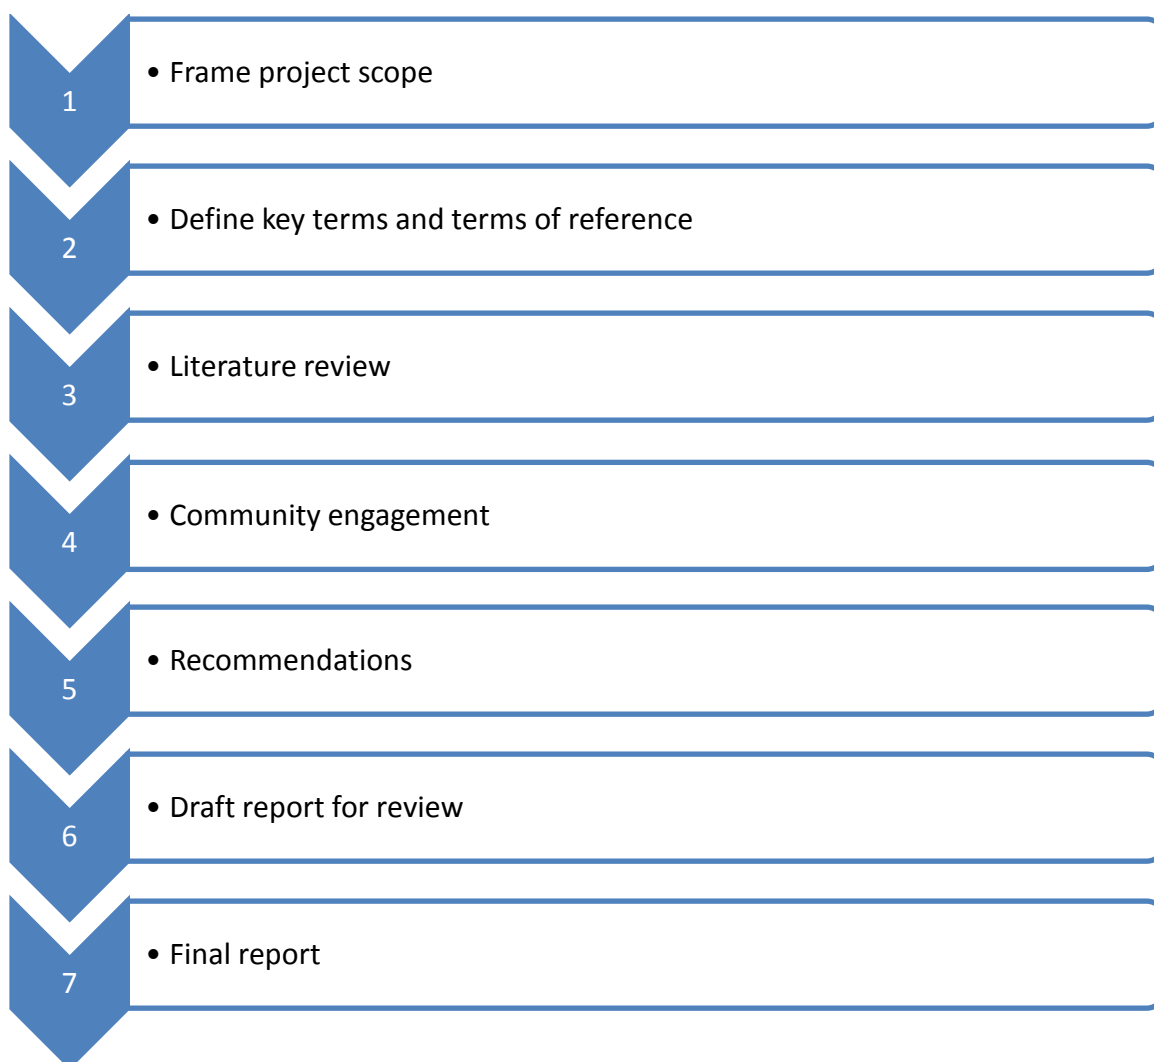 1
• Frame project scope
2
• Define key terms and terms of reference
3
• Literature review
4
• Community engagement
5
• Recommendations
6
• Draft report for review
7
• Final report